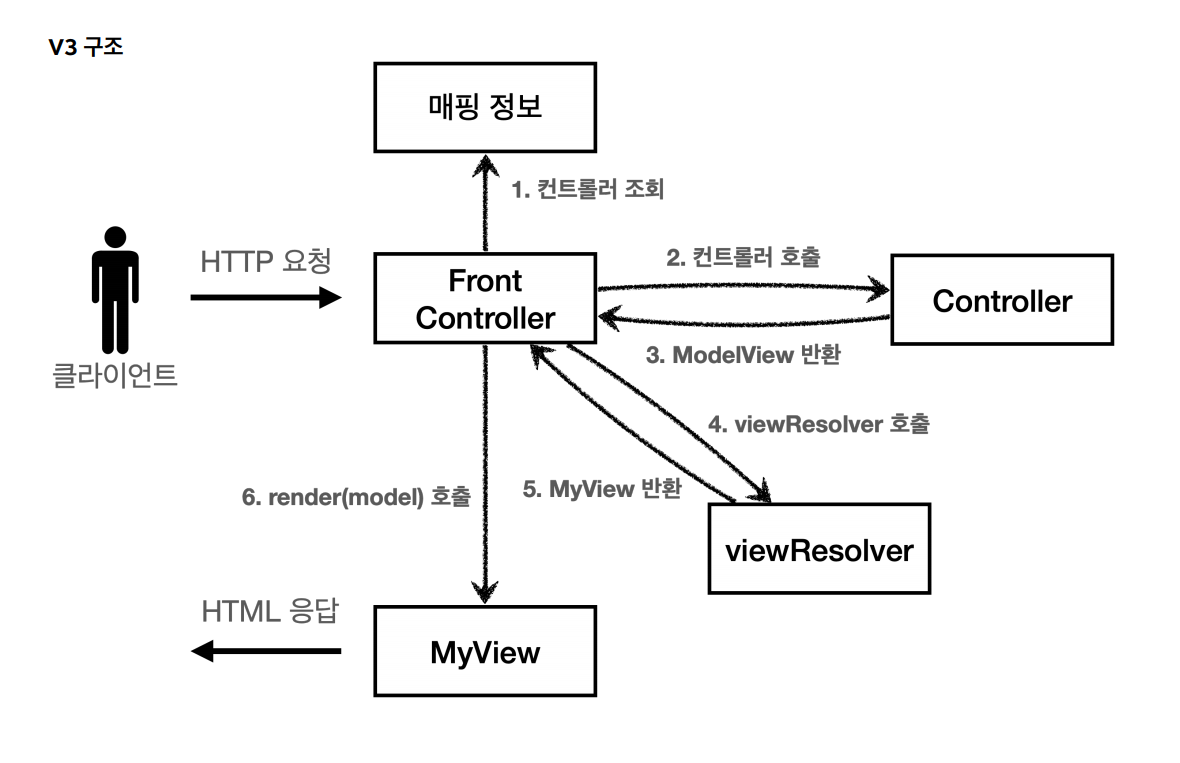 V3 구조
매핑 정보
1. 컨트롤러 조회
HTTP 요청
클라이언트
Front
Controller
2. 컨트롤러 호출
Controller
3. ModelView 반환
4. viewResolver 호출
5. MyView 반환
viewResolver
6. render(model) 호출
HTML 응답
MyView